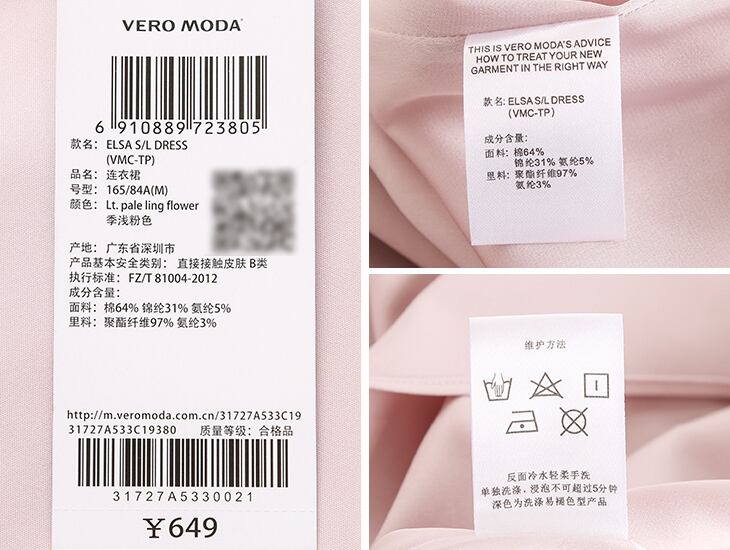 VERO MODA
6 910889 723805
款名： ELSA S/L DRESS
(VMC-TP)
品名： 连衣裙
号型： 165/84A(M)
颜色： Lt. pale ling flower
季浅粉色
产地： 广东省深圳市
产品基本安全类别： 直接接触皮肤 B类
执行标准： FZ/T 81004-2012
成分含量：
面料：棉64% 锦纶31% 氨纶5%
里料：聚酯纤维97% 氨纶3%
http://m.veromoda.com.cn/31727A533C19
31727A533C19380 质量等级：合格品
31727A5330021
¥649
THIS IS VERO MODA'S ADVICE
HOW TO TREAT YOUR NEW
GARMENT IN THE RIGHT WAY
款名：ELSA S/L DRESS
（VMC-TP）
成分含量：
面料：棉64%
锦纶31% 氨纶5%
里料：聚酯纤维97%
氨纶3%
维护方法
反面冷水轻柔手洗
单独洗涤，浸泡不可超过5分钟
深色为洗涤易褪色型产品